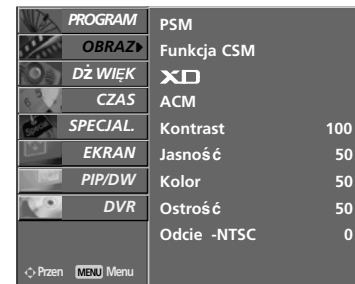 PROGRAM
OBRAZ
DŻWIĘK
CZAS
SPECJAL.
EKRAN
PIP/DW
DVR
Przen MENU Menu
PSM
Funkcja CSM
XD
ACM
Kontrast 100
Jasność 50
Kolor 50
Ostrość 50
Odcie -NTSC 0